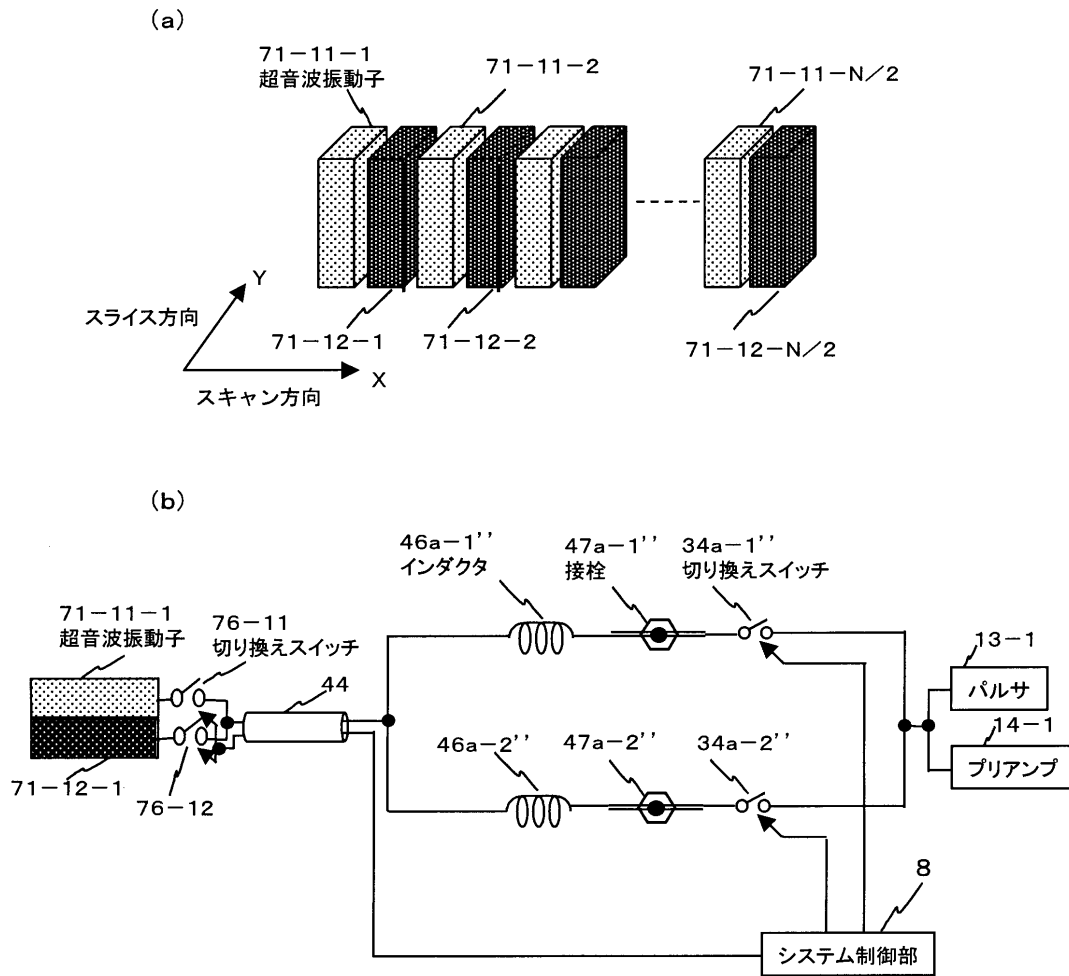 (a)
71-11-1
超音波振動子
71-11-2
71-11-N/2
Y
スライス方向
71-12-1
71-12-2
71-12-N/2
X
スキャン方向
(b)
46a-1''
インダクタ
47a-1''
接栓
34a-1''
切り換えスイッチ
71-11-1
超音波振動子
76-11
切り換えスイッチ
44
13-1
パルサ
14-1
プリアンプ
46a-2''
47a-2''
34a-2''
71-12-1
76-12
8
システム制御部